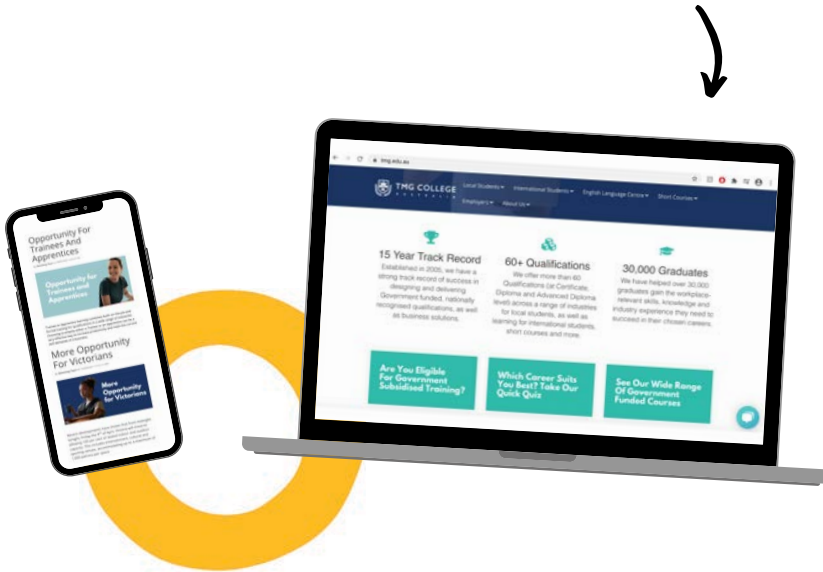 Opportunity For
Trainees And
Apprentices
Opportunity for
Trainees and
Apprentices
More Opportunity
For Victorians
More
Opportunity
for Victorians
tmg.edu.au
TMG COLLEGE
AUSTRALIA
Local Students
International Students
English Language Centre
Short Courses
Employers
About Us
15 Year Track Record
Established in 2005, we have a
strong track record of success in
designing and delivering
Government funded, nationally
recognised qualifications, as well
as business solutions.
60+ Qualifications
We offer more than 60
Qualifications (at Certificate,
Diploma and Advanced Diploma
level) across a range of industries
for local students, as well as
learning for international students,
short courses and more.
30,000 Graduates
We have helped over 30,000
graduates gain the workplace-
relevant skills, knowledge and
industry experience they need to
succeed in their chosen careers.
Are You Eligible
For Government
Subsidised Training?
Which Career Suits
You Best? Take Our
Quick Quiz
See Our Wide Range
Of Government
Funded Courses